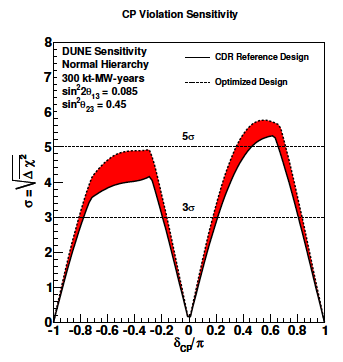 CP Violation Sensitivity
DUNE Sensitivity
Normal Hierarchy
300 kt-MW-years
sin²2θ₁₃ = 0.085
sin²θ₂₃ = 0.45
CDR Reference Design
Optimized Design
5σ
3σ
σ = √Δχ²
8
7
6
5
4
3
2
1
0
-1 -0.8 -0.6 -0.4 -0.2 0 0.2 0.4 0.6 0.8 1
δCP/π